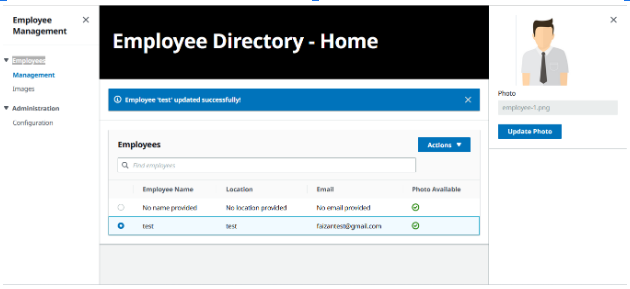 Employee
Management
Employees
Management
Images
Administration
Configuration
Employee Directory - Home
Employee 'test' updated successfully!
Employees
Actions
Find employees
Employee Name Location Email Photo Available
No name provided No location provided No email provided
test test faizantest@gmail.com
Photo
employee-1.png
Update Photo